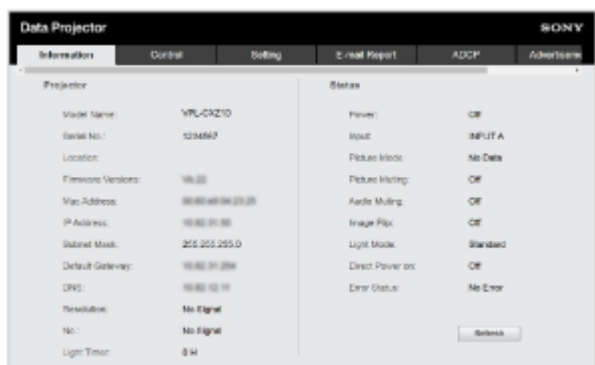 Data Projector
SONY
Information Control Setting E-mail Report ADCP
Projector
Model Name: VPL-CXZ10
Serial No.: 1234567
Location:
Firmware Versions:
Mac Address:
IP Address:
Subnet Mask: 255.255.255.0
Default Gateway:
DNS:
Resolution: No Signal
No.: No Signal
Light Timer: 0 H
Status
Power: Off
Input: INPUT A
Picture Mode: No Data
Picture Muting: Off
Audio Muting: Off
Image Flip: Off
Light Mode: Standard
Direct Power on: Off
Error Status: No Error
Refresh